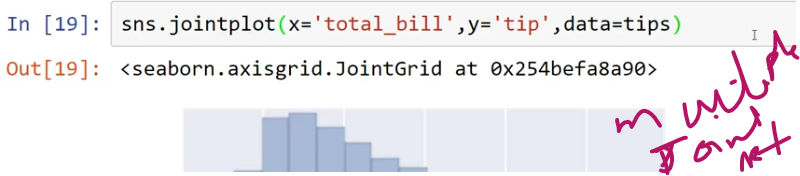 In [19]: sns.jointplot(x='total_bill',y='tip',data=tips)
Out[19]: <seaborn.axisgrid.JointGrid at 0x254befa8a90>